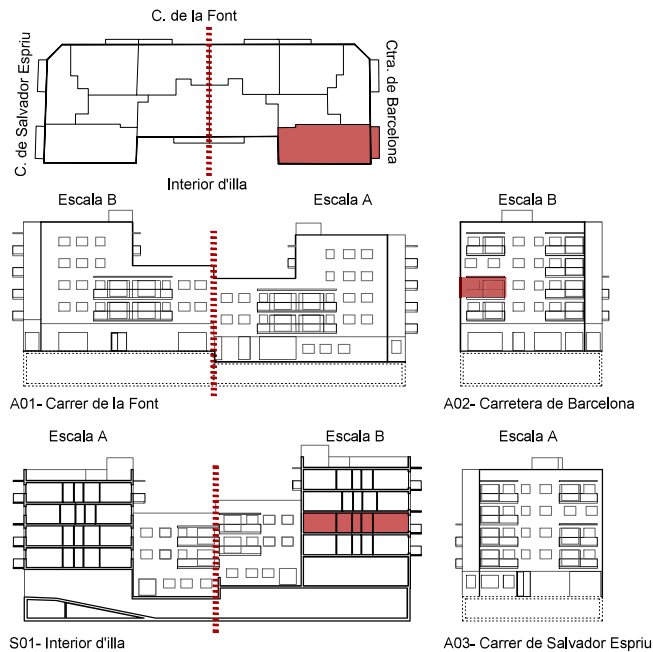 C. de la Font
C. de Salvador Espriu
Ctra. de Barcelona
Interior d'illa
Escala B
Escala A
Escala B
A01- Carrer de la Font
A02- Carretera de Barcelona
Escala A
Escala B
Escala A
S01- Interior d'illa
A03- Carrer de Salvador Espriu